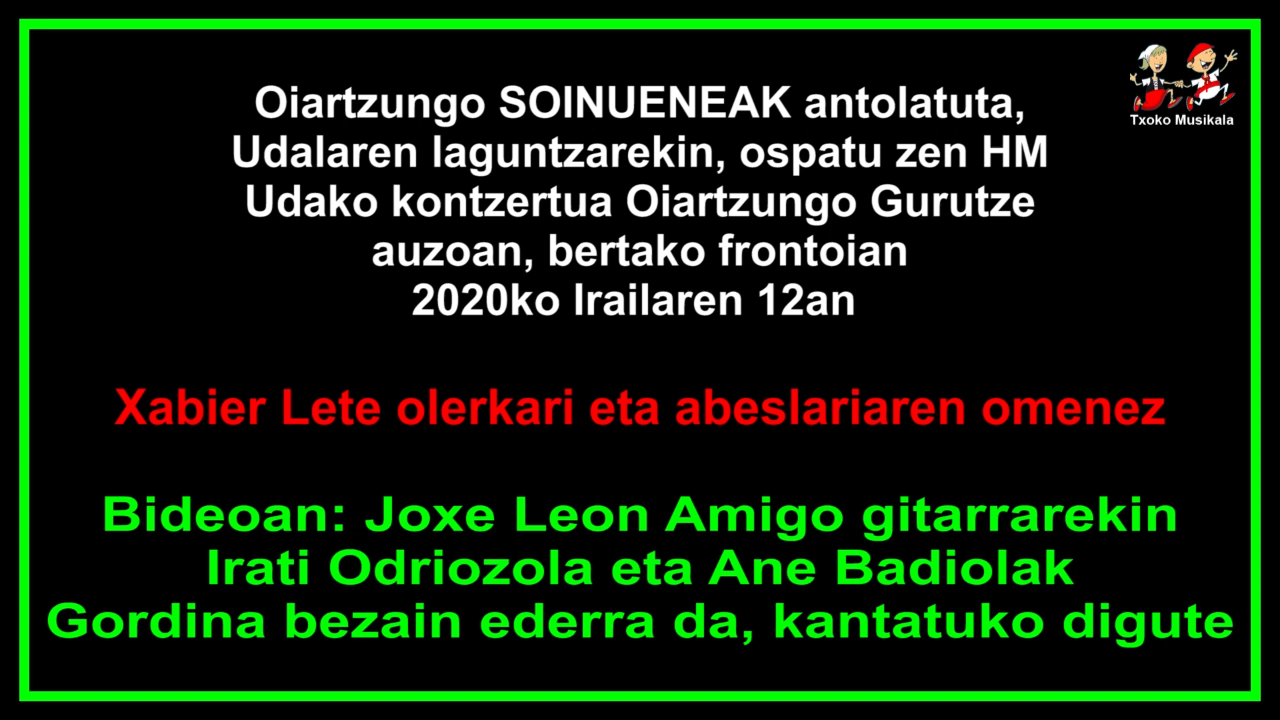 Oiartzungo SOINUENEAK antolatuta,
Udalaren laguntzarekin, ospatu zen HM
Udako kontzertua Oiartzungo Gurutze
auzoan, bertako frontoian
2020ko Irailaren 12an
Txoko Musikala
Xabier Lete olerkari eta abeslariaren omenez
Bideoan: Joxe Leon Amigo gitarrarekin
Irati Odriozola eta Ane Badiolak
Gordina bezain ederra da, kantatuko digute